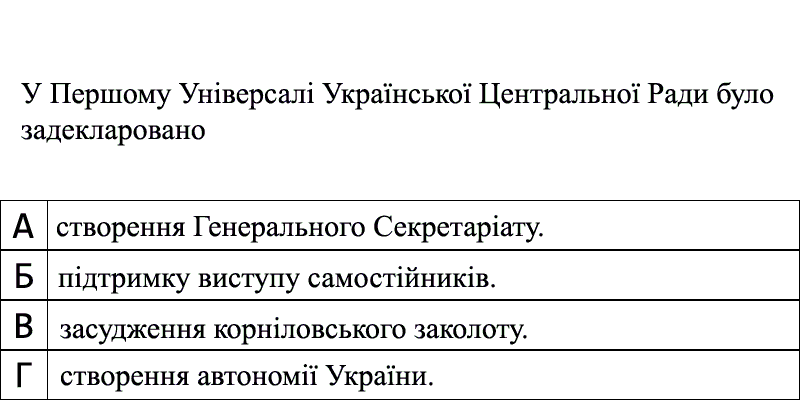 У Першому Універсалі Української Центральної Ради було
задекларовано
А створення Генерального Секретаріату.
Б підтримку виступу самостійників.
В засудження корніловського заколоту.
Г створення автономії України.